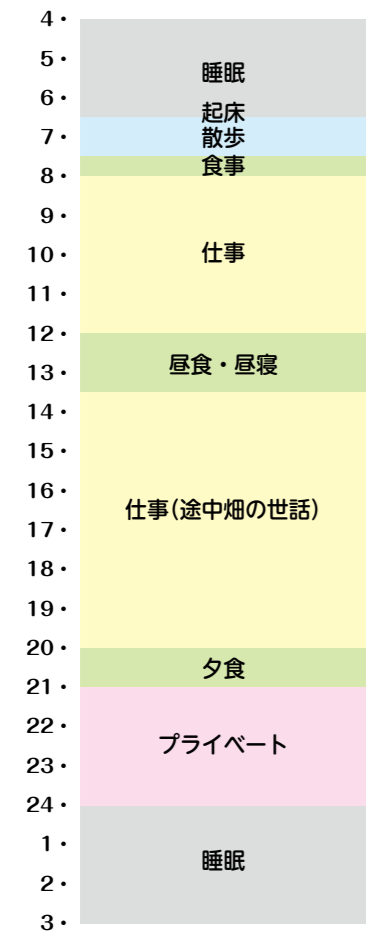 4・
5・
睡眠
6・
起床
7・
散歩
食事
8・
9・
10・
仕事
11・
12・
13・
昼食・昼寝
14・
15・
16・
仕事(途中畑の世話)
17・
18・
19・
20・
夕食
21・
22・
プライベート
23・
24・
1・
睡眠
2・
3・